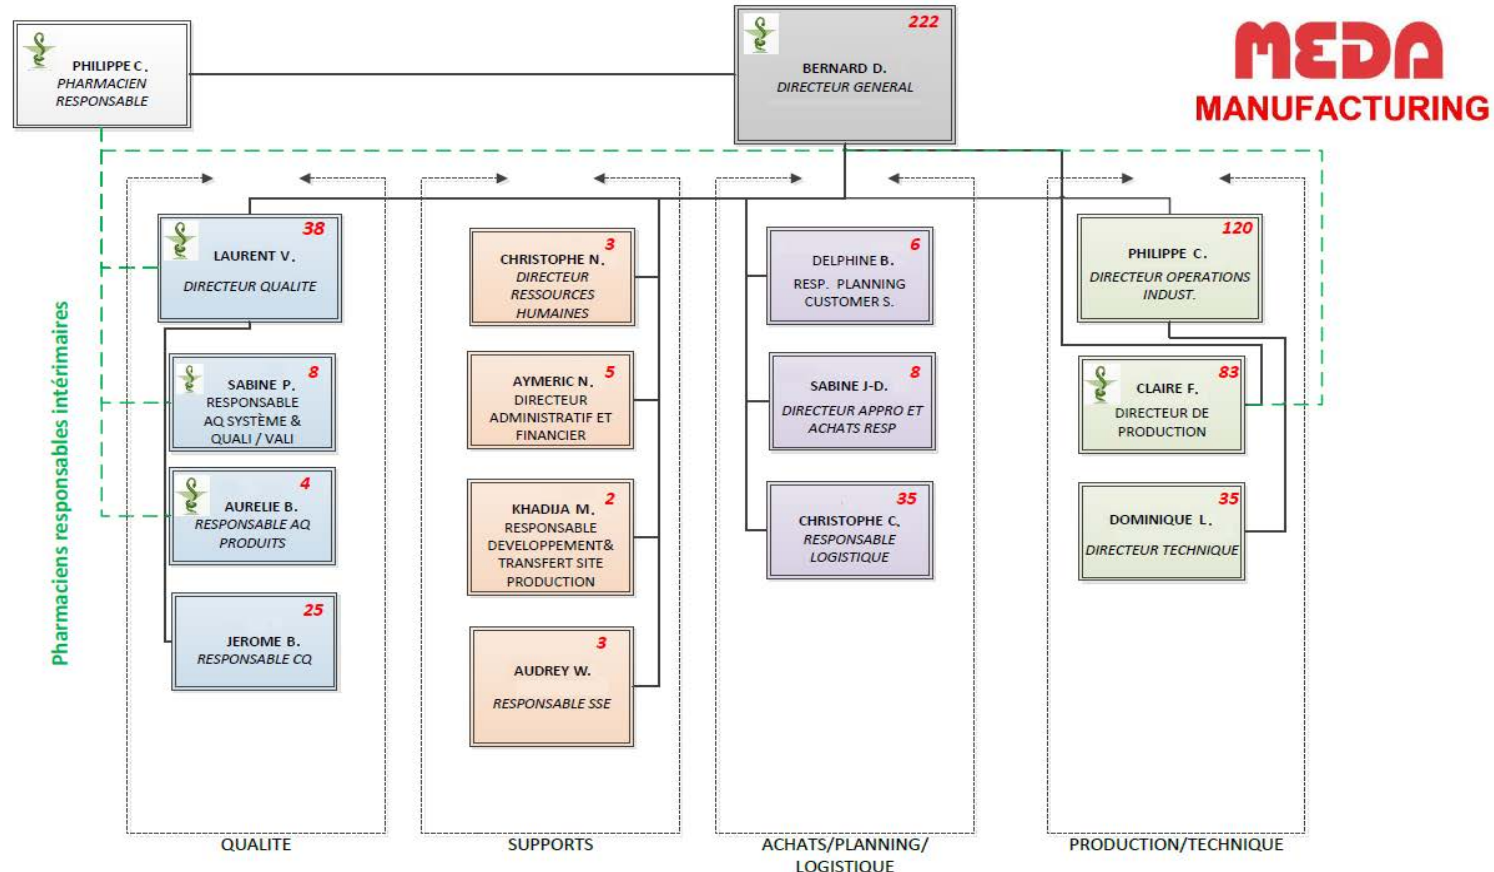 PHILIPPE C.
PHARMACIEN
RESPONSABLE
222
BERNARD D.
DIRECTEUR GENERAL
MEDA
MANUFACTURING
Pharmaciens responsables intérimaires
38
LAURENT V.
DIRECTEUR QUALITE
8
SABINE P.
RESPONSABLE
AQ SYSTÈME &
QUALI / VALI
4
AURELIE B.
RESPONSABLE AQ
PRODUITS
25
JEROME B.
RESPONSABLE CQ
QUALITE
3
CHRISTOPHE N.
DIRECTEUR
RESSOURCES
HUMAINES
5
AYMERIC N.
DIRECTEUR
ADMINISTRATIF ET
FINANCIER
2
KHADIJA M.
RESPONSABLE
DEVELOPPEMENT&
TRANSFERT SITE
PRODUCTION
3
AUDREY W.
RESPONSABLE SSE
SUPPORTS
6
DELPHINE B.
RESP. PLANNING
CUSTOMER S.
8
SABINE J-D.
DIRECTEUR APPRO ET
ACHATS RESP
35
CHRISTOPHE C.
RESPONSABLE
LOGISTIQUE
ACHATS/PLANNING/
LOGISTIQUE
120
PHILIPPE C.
DIRECTEUR OPERATIONS
INDUST.
83
CLAIRE F.
DIRECTEUR DE
PRODUCTION
35
DOMINIQUE L.
DIRECTEUR TECHNIQUE
PRODUCTION/TECHNIQUE